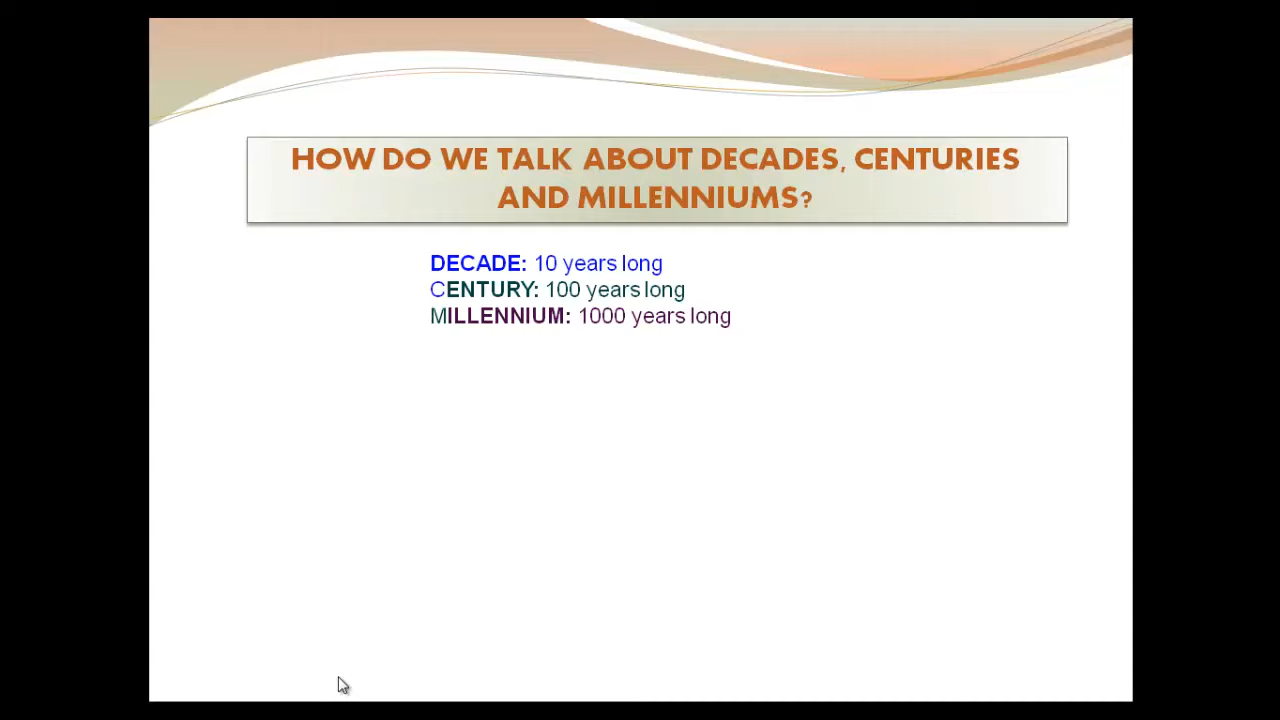 HOW DO WE TALK ABOUT DECADES, CENTURIES
AND MILLENNIUMS?
DECADE: 10 years long
CENTURY: 100 years long
MILLENNIUM: 1000 years long